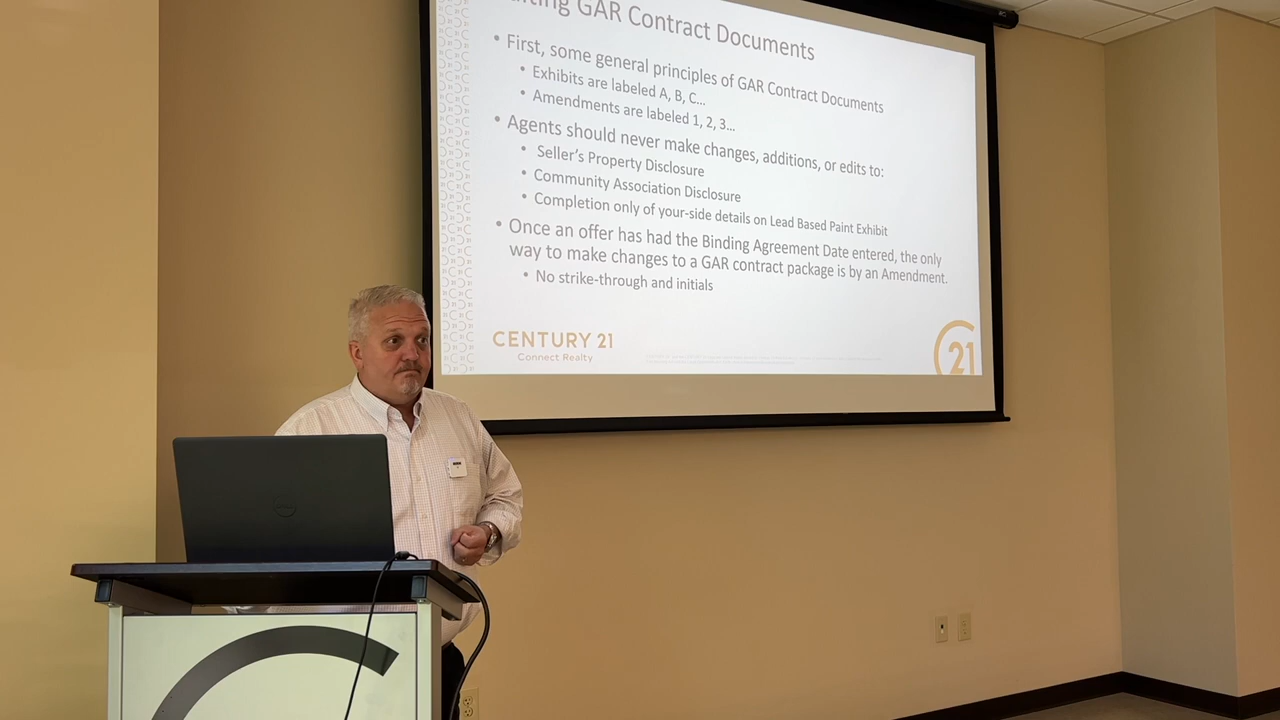 GAR Contract Documents
• First, some general principles of GAR Contract Documents
• Exhibits are labeled A, B, C...
• Amendments are labeled 1, 2, 3...
• Agents should never make changes, additions, or edits to:
• Seller's Property Disclosure
• Community Association Disclosure
• Completion only of your-side details on Lead Based Paint Exhibit
• Once an offer has had the Binding Agreement Date entered, the only
way to make changes to a GAR contract package is by an Amendment.
• No strike-through and initials
CENTURY 21
Connect Realty
C21
DELL